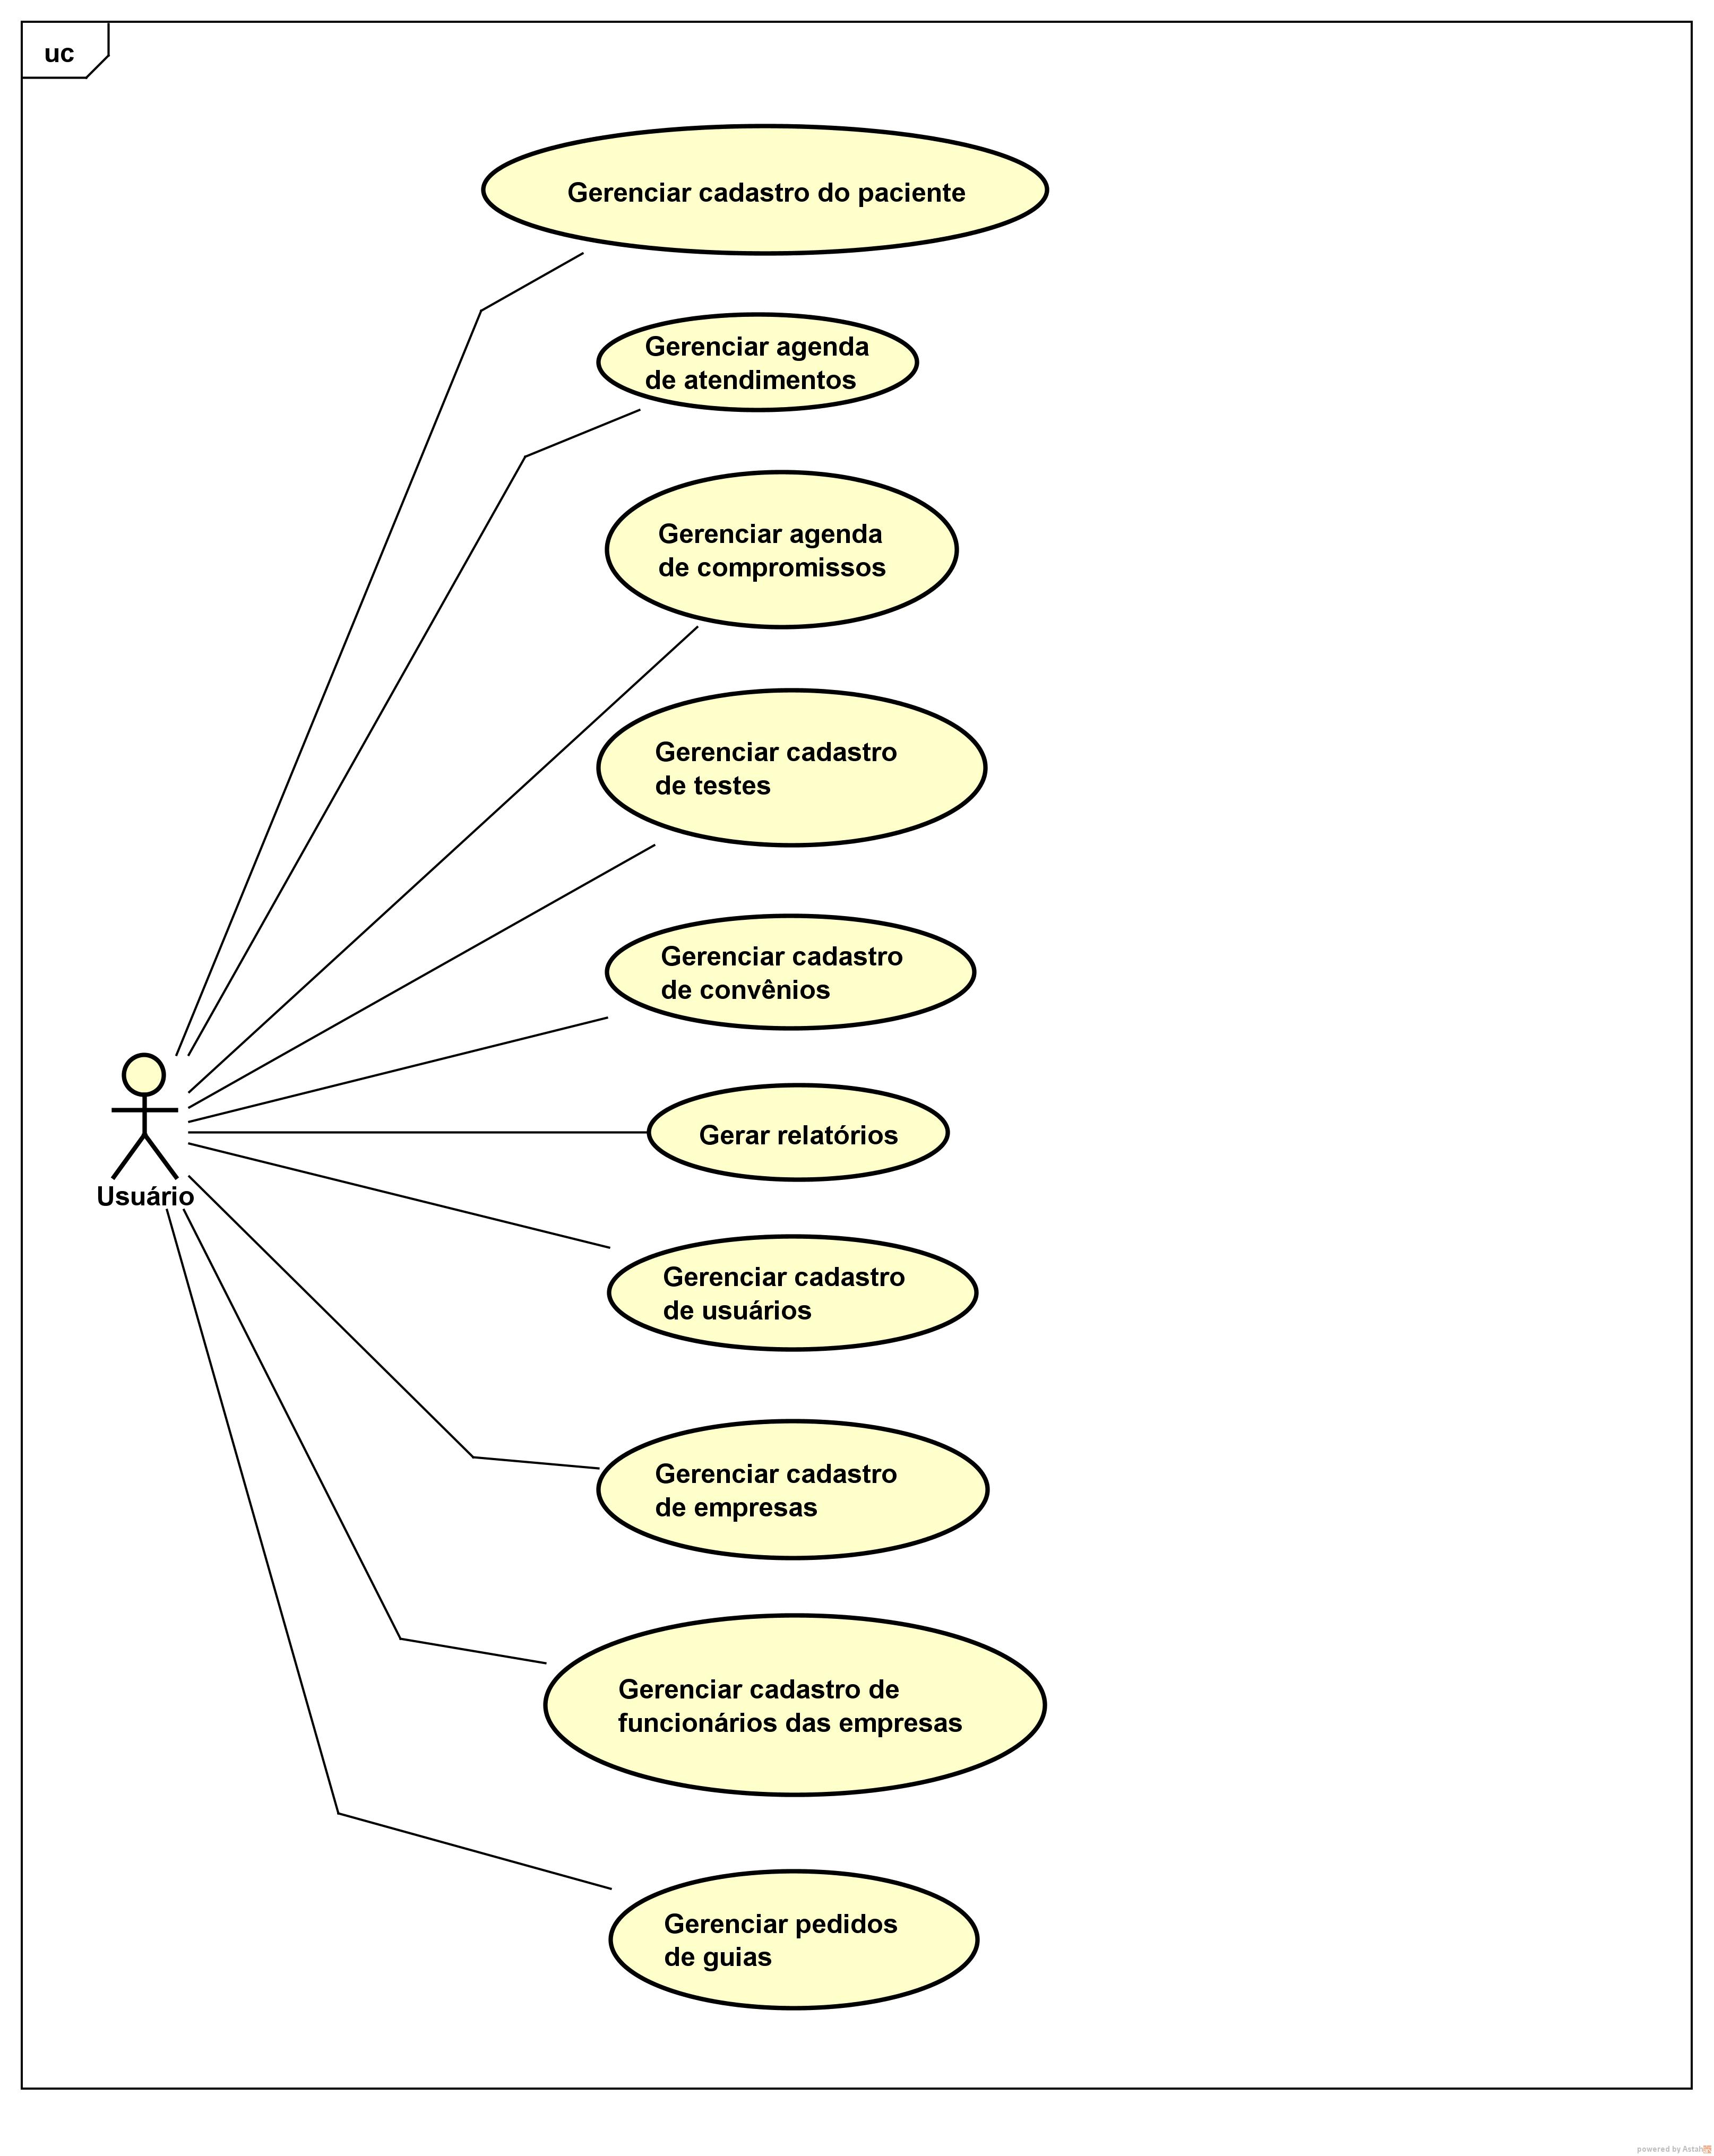 uc
Gerenciar cadastro do paciente
Gerenciar agenda
de atendimentos
Gerenciar agenda
de compromissos
Gerenciar cadastro
de testes
Gerenciar cadastro
de convênios
Gerar relatórios
Usuário
Gerenciar cadastro
de usuários
Gerenciar cadastro
de empresas
Gerenciar cadastro de
funcionários das empresas
Gerenciar pedidos
de guias
powered by Astah